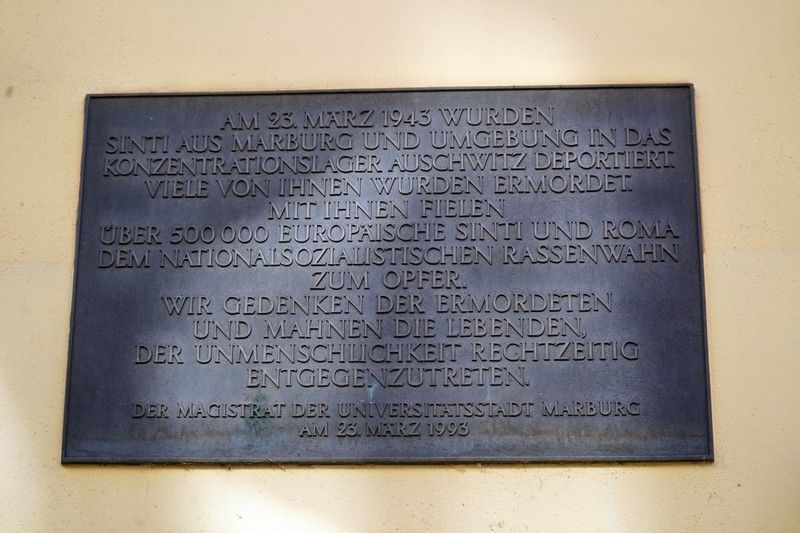 AM 23. MÄRZ 1943 WURDEN
SINTI AUS MARBURG UND UMGEBUNG IN DAS
KONZENTRATIONSLAGER AUSCHWITZ DEPORTIERT.
VIELE VON IHNEN WURDEN ERMORDET.
MIT IHNEN FIELEN
ÜBER 500 000 EUROPÄISCHE SINTI UND ROMA
DEM NATIONALSOZIALISTISCHEN RASSENWAHN
ZUM OPFER.
WIR GEDENKEN DER ERMORDETEN
UND MAHNEN DIE LEBENDEN,
DER UNMENSCHLICHKEIT RECHTZEITIG
ENTGEGENZUTRETEN.
DER MAGISTRAT DER UNIVERSITÄTSSTADT MARBURG
AM 23. MÄRZ 1993